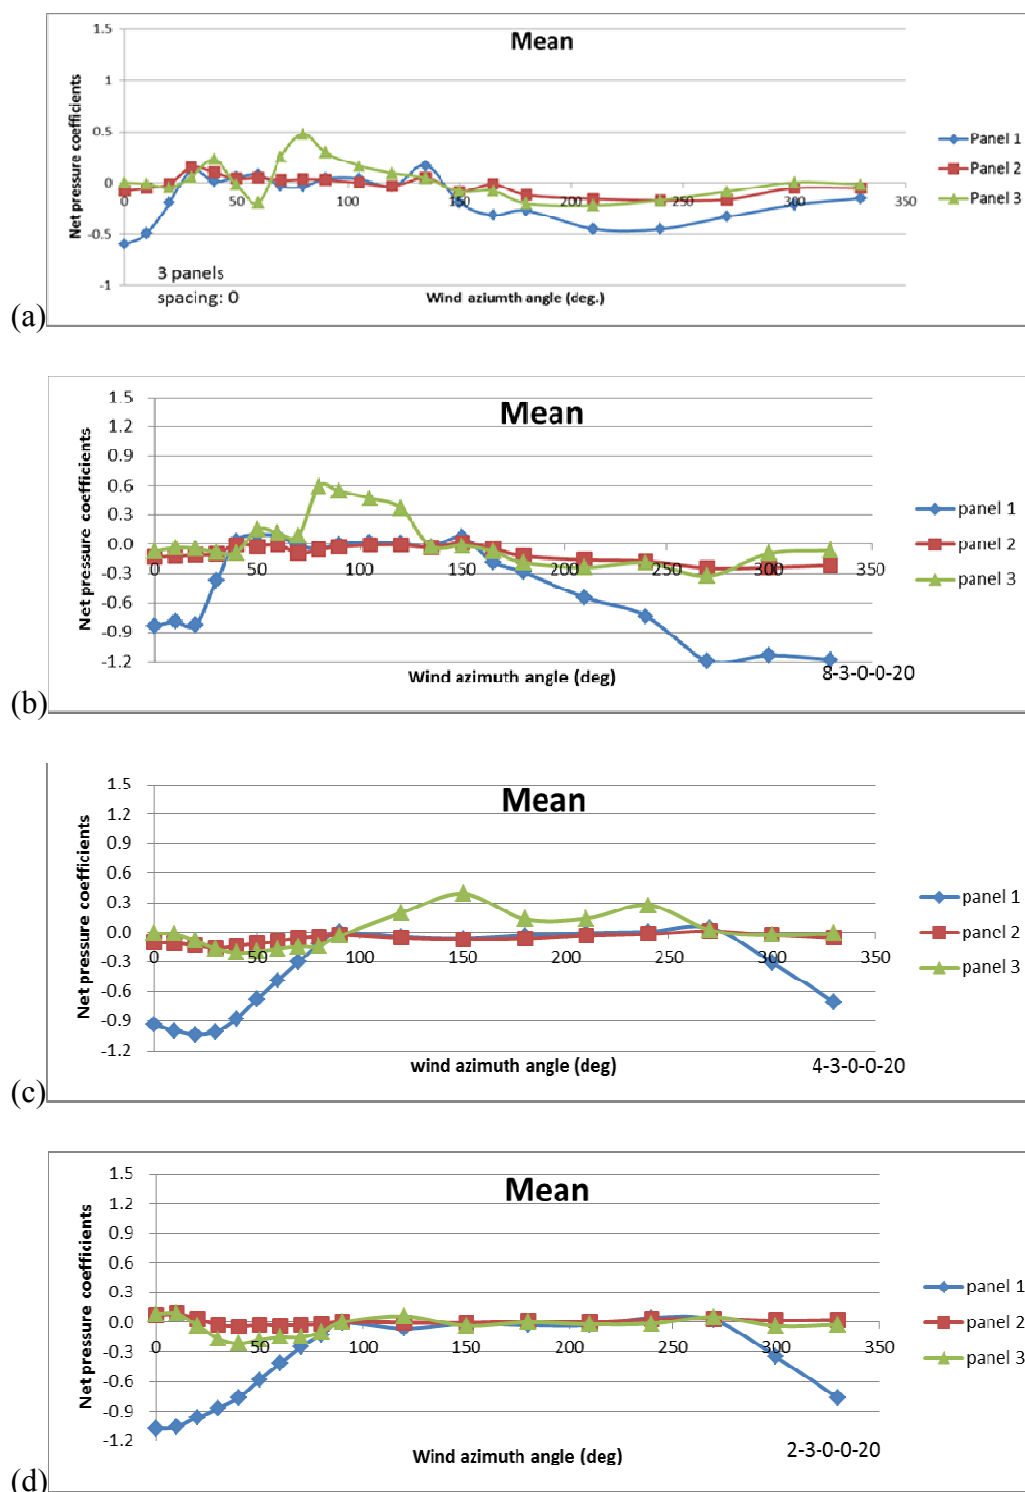 Mean
1.5
1
0.5
0
-0.5
-1
Net pressure coefficients
0 50 100 150 200 250 300 350
3 panels
spacing: 0
Wind aziumth angle (deg.)
Panel 1
Panel 2
Panel 3
(a)
Mean
1.5
1.2
0.9
0.6
0.3
0.0
-0.3
-0.6
-0.9
-1.2
Net pressure coefficients
0 50 100 150 200 250 300 350
Wind azimuth angle (deg)
8-3-0-0-20
panel 1
panel 2
panel 3
(b)
Mean
1.5
1.2
0.9
0.6
0.3
0.0
-0.3
-0.6
-0.9
-1.2
Net pressure coefficients
0 50 100 150 200 250 300 350
wind azimuth angle (deg)
4-3-0-0-20
panel 1
panel 2
panel 3
(c)
Mean
1.5
1.2
0.9
0.6
0.3
0.0
-0.3
-0.6
-0.9
-1.2
Net pressure coefficients
0 50 100 150 200 250 300 350
Wind azimuth angle (deg)
2-3-0-0-20
panel 1
panel 2
panel 3
(d)